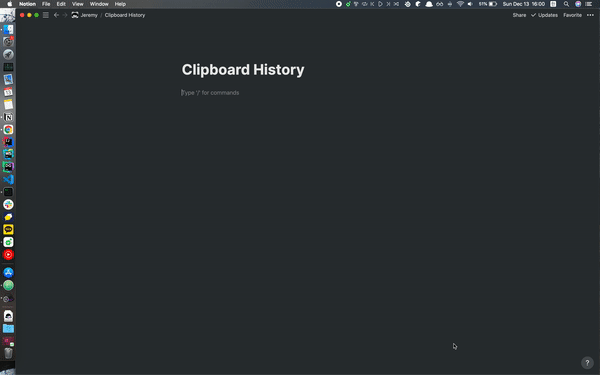 Notion File Edit View Window Help 51% Sun Dec 13 16:00
Jeremy / Clipboard History Share Updates Favorite •••
Clipboard History
Type '/' for commands
?